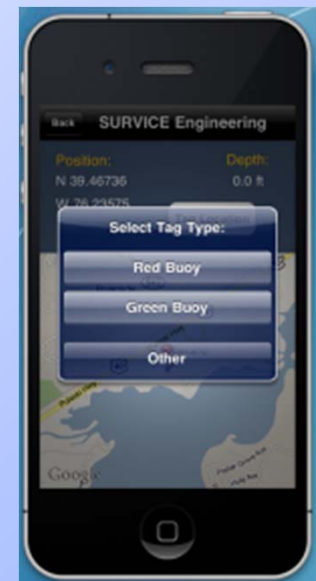 Back SURVICE Engineering
Position: Depth:
N 39.46736 0.0 ft
W 76.23575
Location
Select Tag Type:
Red Buoy
Green Buoy
Other
Google